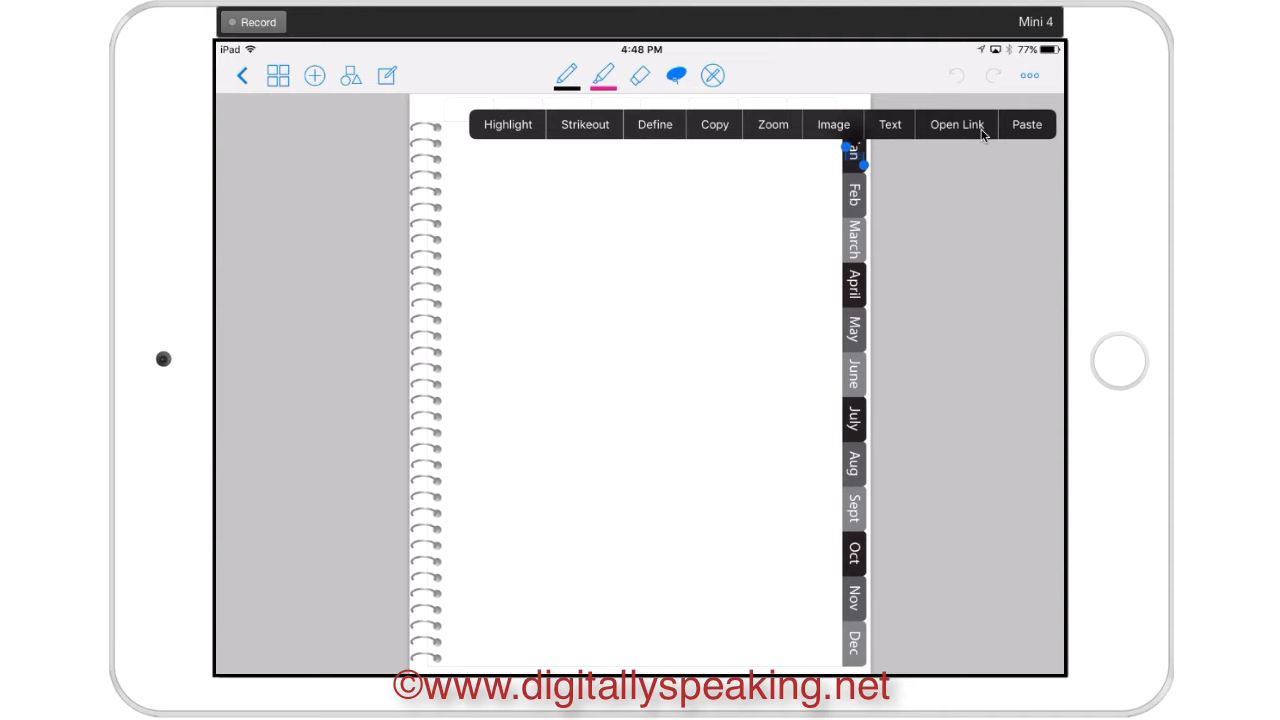 Record
Mini 4
iPad
4:48 PM
77%
Highlight Strikeout Define Copy Zoom Image Text Open Link Paste
Feb
March
April
May
June
July
Aug
Sept
Oct
Nov
Dec
©www.digitallyspeaking.net